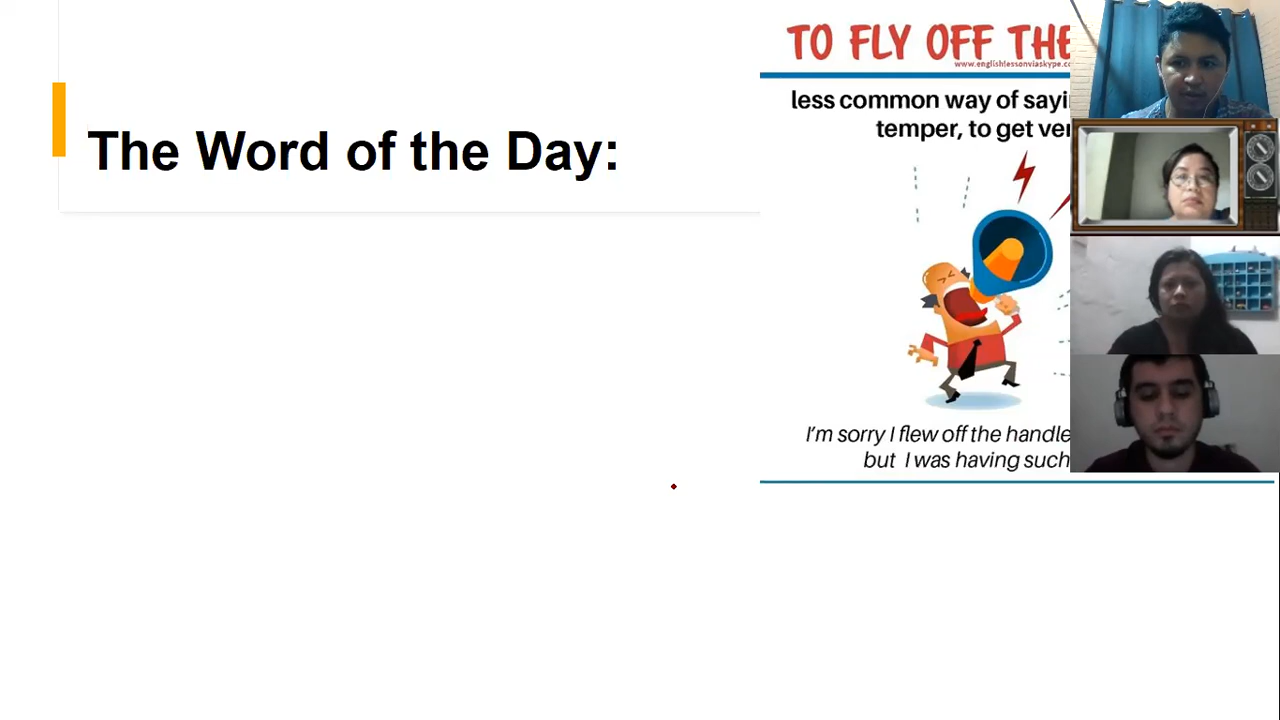 The Word of the Day:
TO FLY OFF THE
www.englishlessonviaskype.co
less common way of sayi
temper, to get ver
I'm sorry I flew off the handle
but I was having such